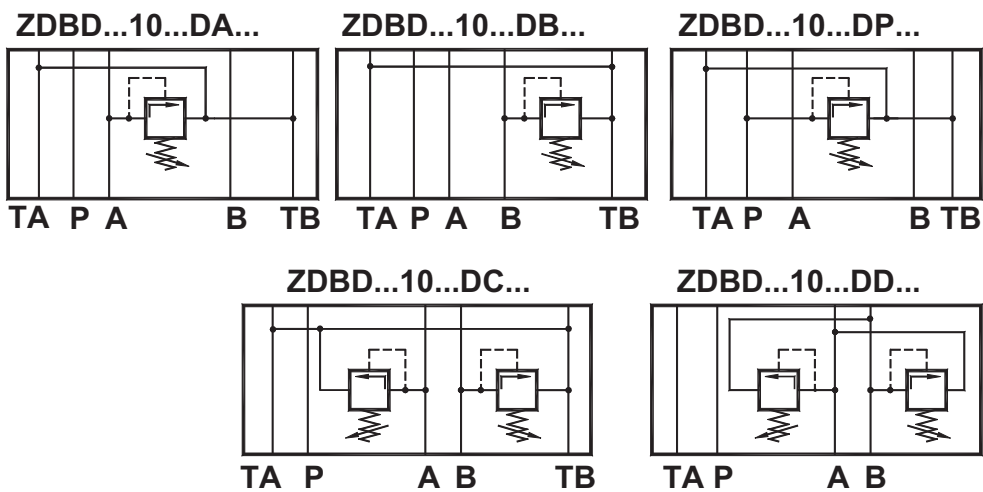 ZDBD...10...DA... ZDBD...10...DB... ZDBD...10...DP...
TA P A B TB TA P A B TB TA P A B TB
ZDBD...10...DC... ZDBD...10...DD...
TA P A B TB TA P A B